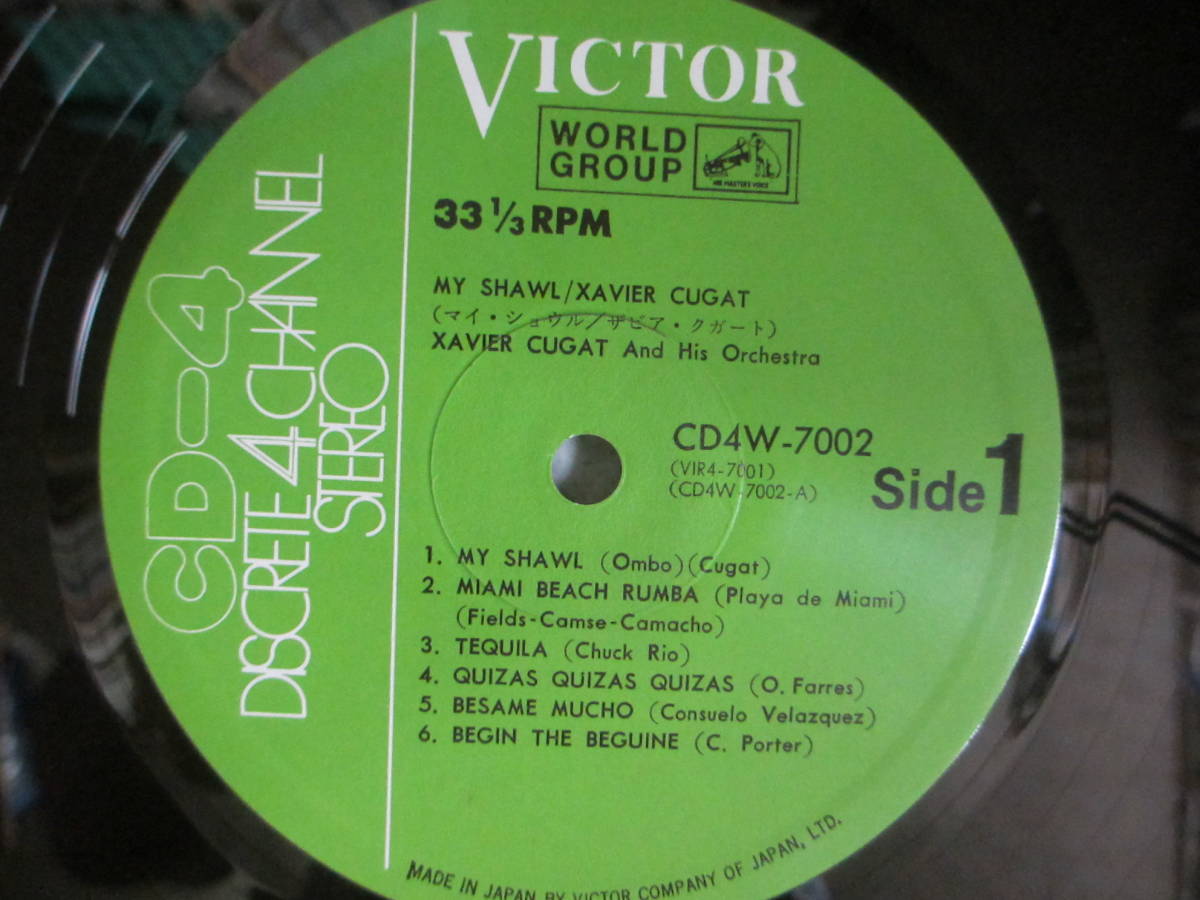 VICTOR
WORLD
GROUP
HIS MASTER'S VOICE
33 1/3 RPM
MY SHAWL/XAVIER CUGAT
(マイ・ショウル/ザビア・クガート)
XAVIER CUGAT And His Orchestra
CD4W-7002
(VIR4-7001)
(CD4W-7002-A)
Side 1
1. MY SHAWL (Ombo)(Cugat)
2. MIAMI BEACH RUMBA (Playa de Miami)
(Fields-Camse-Camacho)
3. TEQUILA (Chuck Rio)
4. QUIZAS QUIZAS QUIZAS (O. Farres)
5. BESAME MUCHO (Consuelo Velazquez)
6. BEGIN THE BEGUINE (C. Porter)
CD-4
DISCRETE 4 CHANNEL
STEREO
MADE IN JAPAN BY VICTOR COMPANY OF JAPAN, LTD.